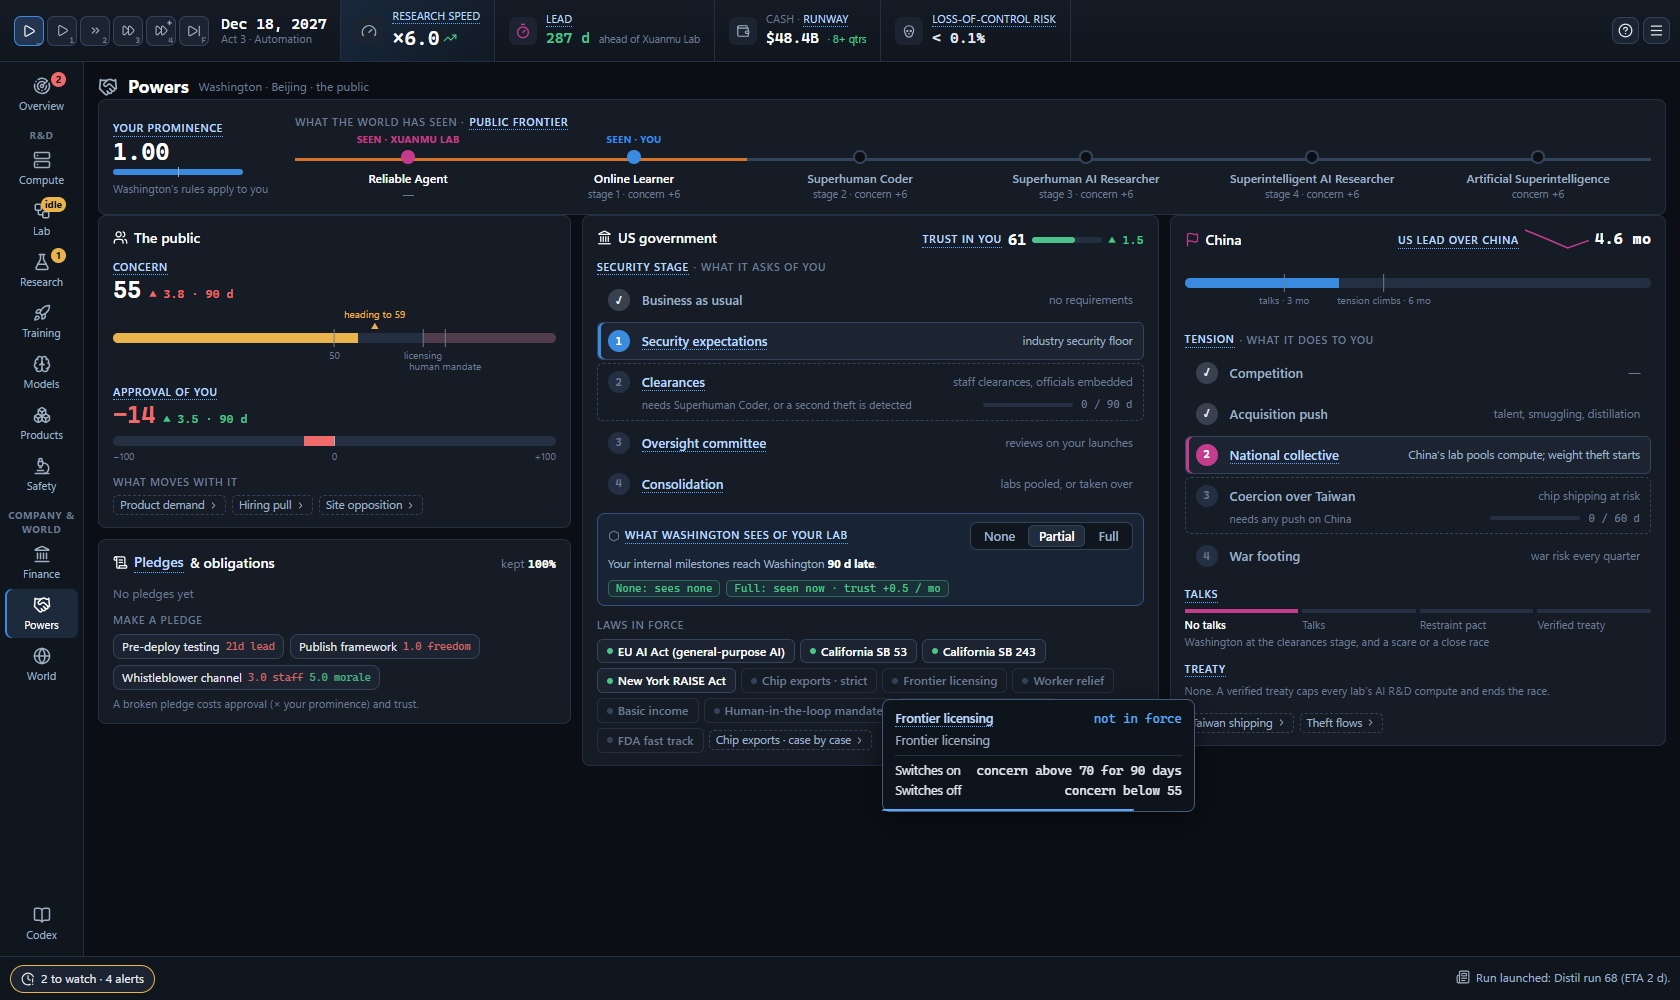 Dec 18, 2027
Act 3 · Automation
1
2
3
4
F
RESEARCH SPEED
×6.0
LEAD
287 d ahead of Xuanmu Lab
CASH · RUNWAY
$48.4B · 8+ qtrs
LOSS-OF-CONTROL RISK
< 0.1%
2
Overview
R&D
Compute
idle
Lab
1
Research
Training
Models
Products
Safety
COMPANY &
WORLD
Finance
Powers
World
Codex
Powers
Washington · Beijing · the public
YOUR PROMINENCE
1.00
Washington's rules apply to you
WHAT THE WORLD HAS SEEN · PUBLIC FRONTIER
SEEN · XUANMU LAB
Reliable Agent
—
SEEN · YOU
Online Learner
stage 1 · concern +6
Superhuman Coder
stage 2 · concern +6
Superhuman AI Researcher
stage 3 · concern +6
Superintelligent AI Researcher
stage 4 · concern +6
Artificial Superintelligence
concern +6
The public
CONCERN
55 ▲ 3.8 · 90 d
heading to 59
50
licensing
human mandate
APPROVAL OF YOU
−14 ▲ 3.5 · 90 d
−100
0
+100
WHAT MOVES WITH IT
Product demand ›
Hiring pull ›
Site opposition ›
Pledges & obligations
kept 100%
No pledges yet
MAKE A PLEDGE
Pre-deploy testing 21d lead
Publish framework 1.0 freedom
Whistleblower channel 3.0 staff 5.0 morale
A broken pledge costs approval (× your prominence) and trust.
US government
TRUST IN YOU 61 ▲ 1.5
SECURITY STAGE · WHAT IT ASKS OF YOU
✓ Business as usual
no requirements
1 Security expectations
industry security floor
2 Clearances
staff clearances, officials embedded
needs Superhuman Coder, or a second theft is detected
0 / 90 d
3 Oversight committee
reviews on your launches
4 Consolidation
labs pooled, or taken over
WHAT WASHINGTON SEES OF YOUR LAB
None Partial Full
Your internal milestones reach Washington 90 d late.
None: sees none
Full: seen now · trust +0.5 / mo
LAWS IN FORCE
EU AI Act (general-purpose AI)
California SB 53
California SB 243
New York RAISE Act
Chip exports · strict
Frontier licensing
Worker relief
Basic income
Human-in-the-loop mandate
FDA fast track
Chip exports · case by case ›
Frontier licensing
not in force
Frontier licensing
Switches on concern above 70 for 90 days
Switches off concern below 55
China
US LEAD OVER CHINA
4.6 mo
talks · 3 mo
tension climbs · 6 mo
TENSION · WHAT IT DOES TO YOU
✓ Competition
—
✓ Acquisition push
talent, smuggling, distillation
2 National collective
China's lab pools compute; weight theft starts
3 Coercion over Taiwan
chip shipping at risk
needs any push on China
0 / 60 d
4 War footing
war risk every quarter
TALKS
No talks
Talks
Restraint pact
Verified treaty
Washington at the clearances stage, and a scare or a close race
TREATY
None. A verified treaty caps every lab's AI R&D compute and ends the race.
Taiwan shipping ›
Theft flows ›
2 to watch · 4 alerts
Run launched: Distil run 68 (ETA 2 d).